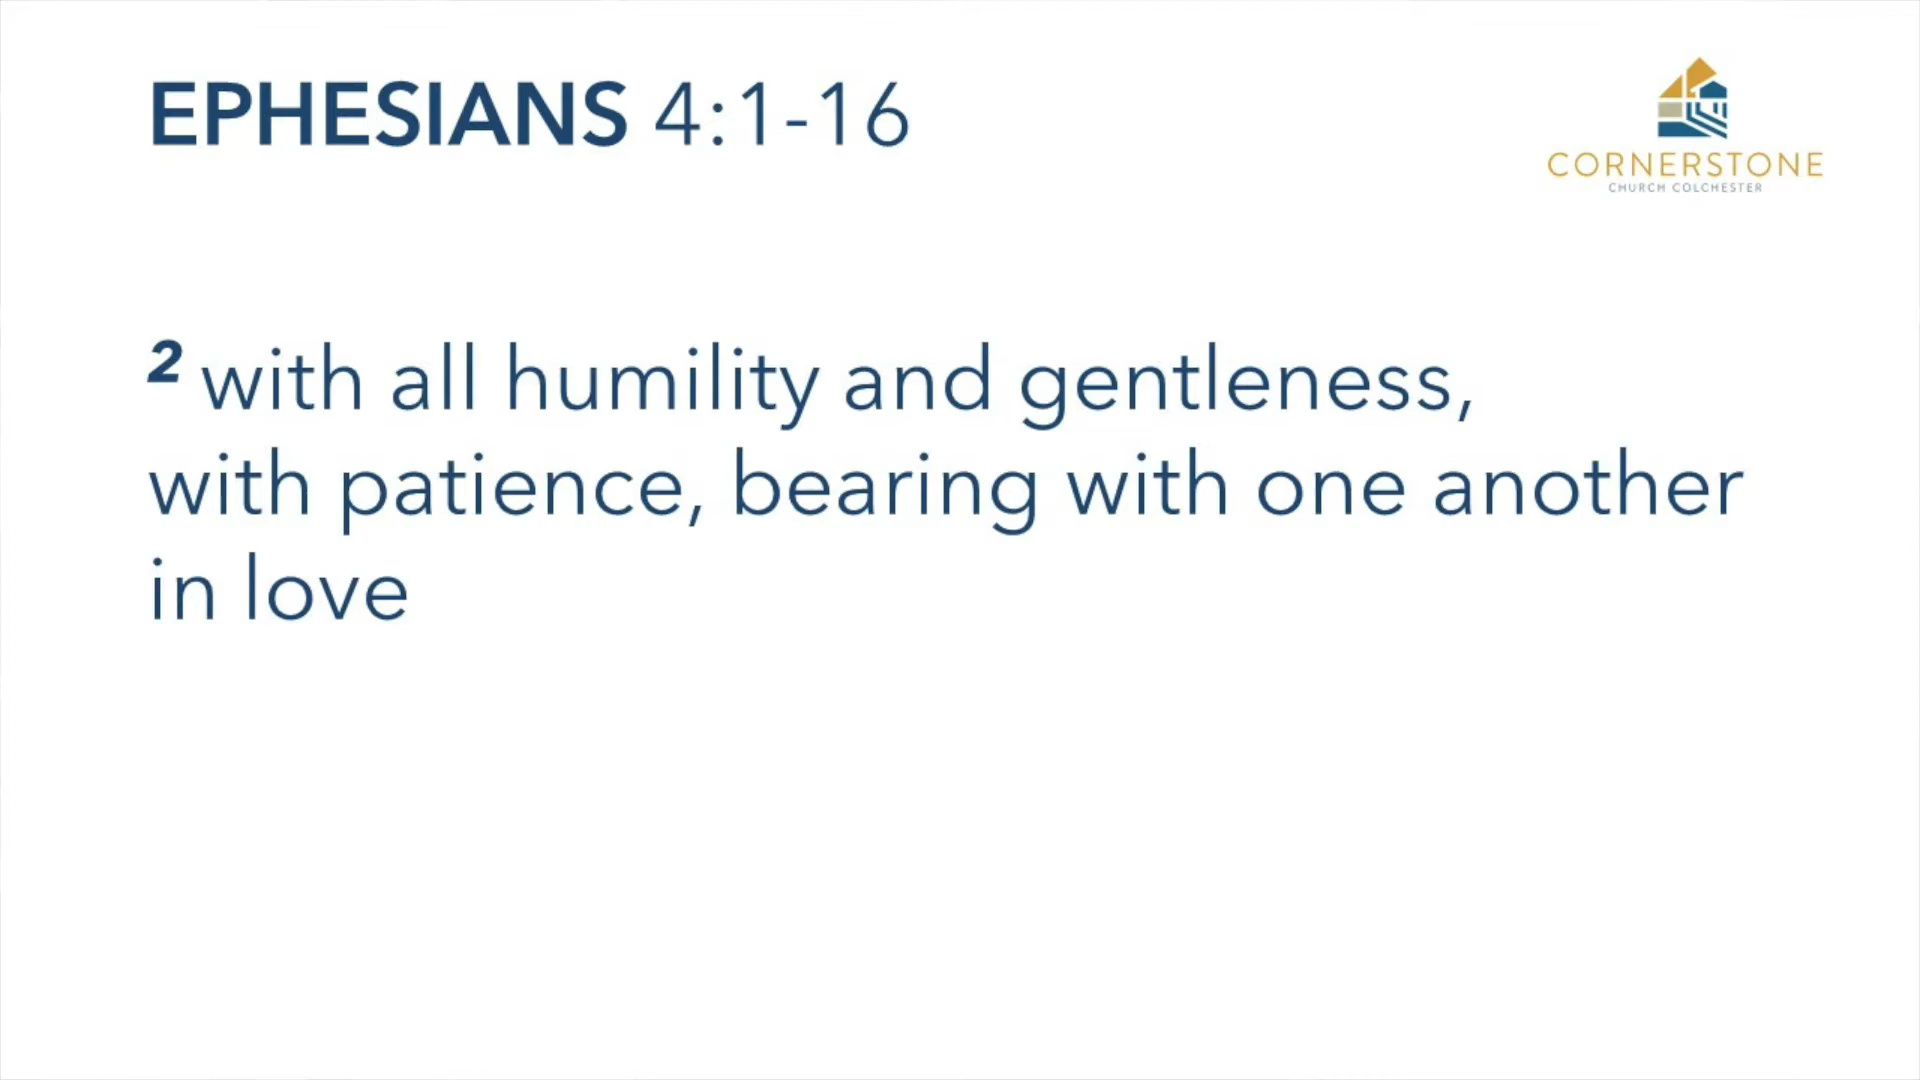 EPHESIANS 4:1-16
CORNERSTONE
CHURCH COLCHESTER
2 with all humility and gentleness,
with patience, bearing with one another
in love